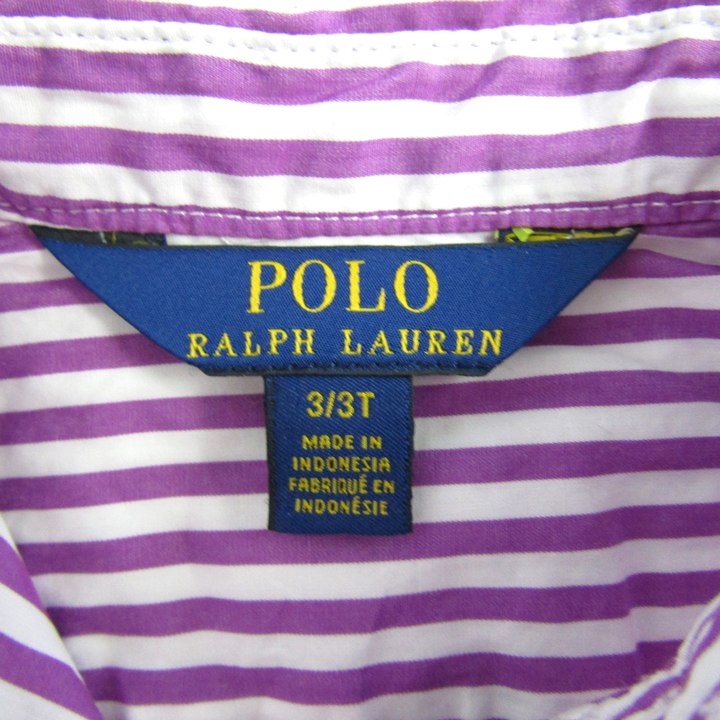 POLO
RALPH LAUREN
3/3T
MADE IN
INDONESIA
FABRIQUÉ EN
INDONÉSIE